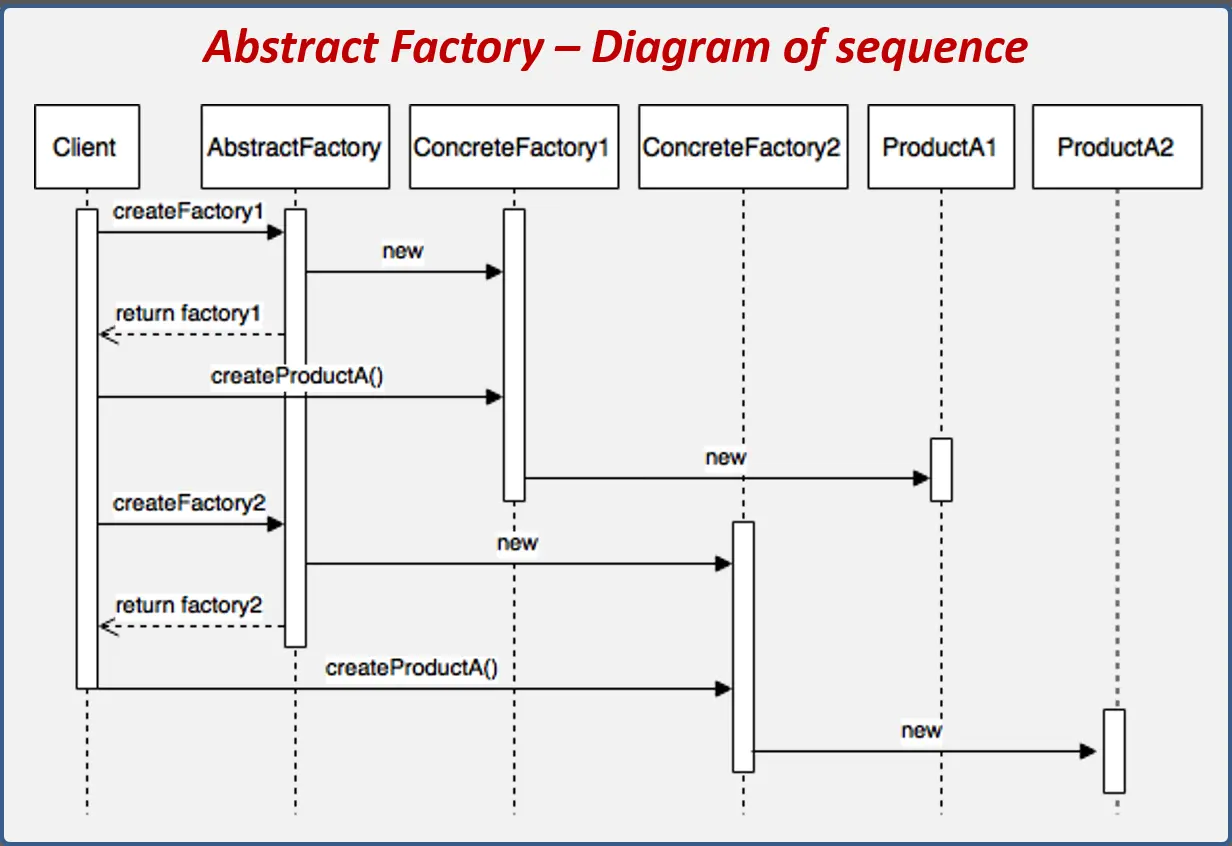 Abstract Factory – Diagram of sequence
Client
AbstractFactory
ConcreteFactory1
ConcreteFactory2
ProductA1
ProductA2
createFactory1
new
return factory1
createProductA()
new
createFactory2
new
return factory2
createProductA()
new